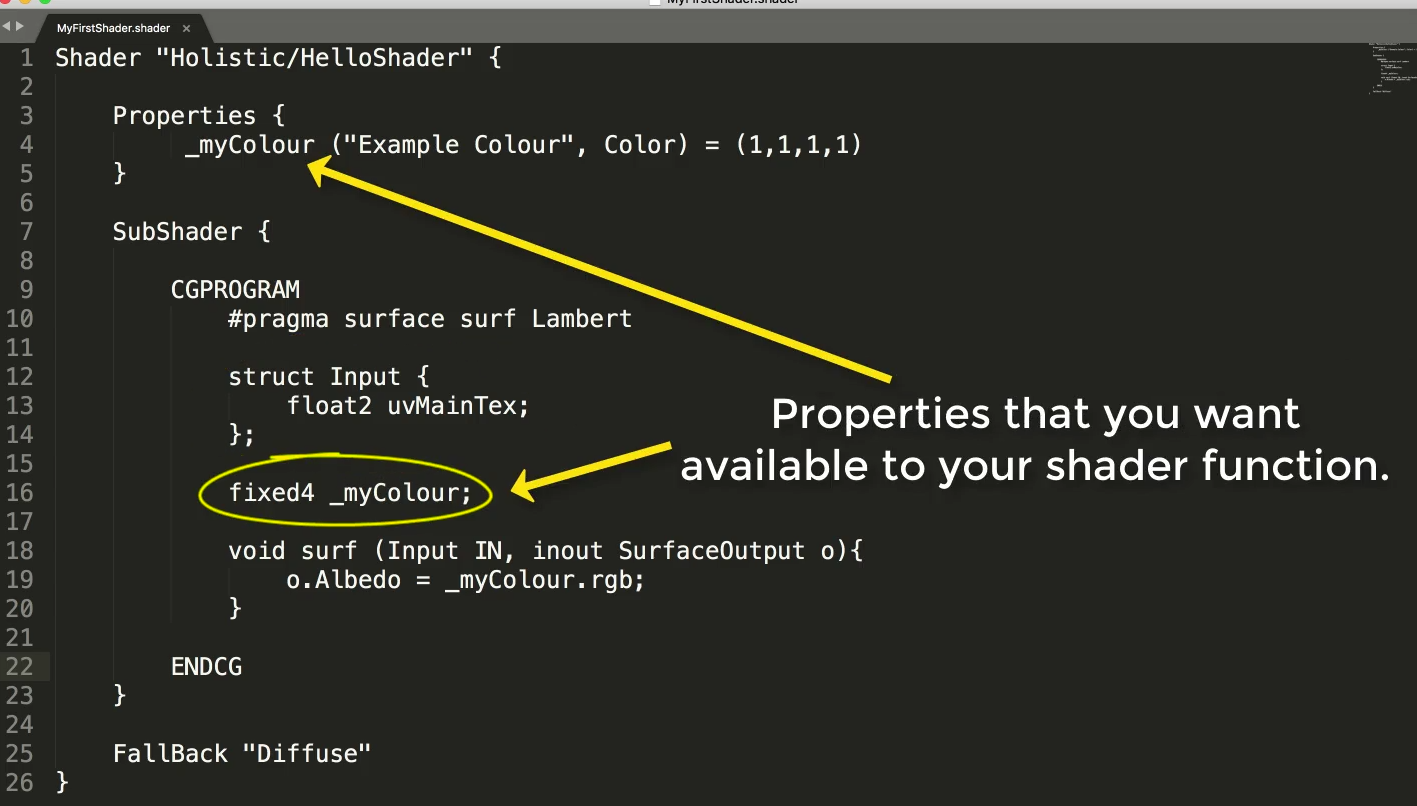 MyFirstShader.shader
MyFirstShader.shader ×
1 Shader "Holistic/HelloShader" {
2
3 Properties {
4 _myColour ("Example Colour", Color) = (1,1,1,1)
5 }
6
7 SubShader {
8
9 CGPROGRAM
10 #pragma surface surf Lambert
11
12 struct Input {
13 float2 uvMainTex;
14 };
15
16 fixed4 _myColour;
17
18 void surf (Input IN, inout SurfaceOutput o){
19 o.Albedo = _myColour.rgb;
20 }
21
22 ENDCG
23 }
24
25 FallBack "Diffuse"
26 }
Properties that you want
available to your shader function.